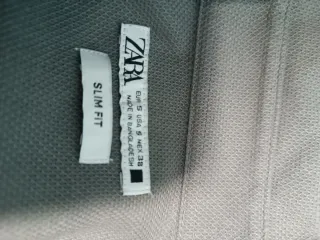 ZARA
EUR S USA S MEX 38
MADE IN BANGLADESH
SLIM FIT